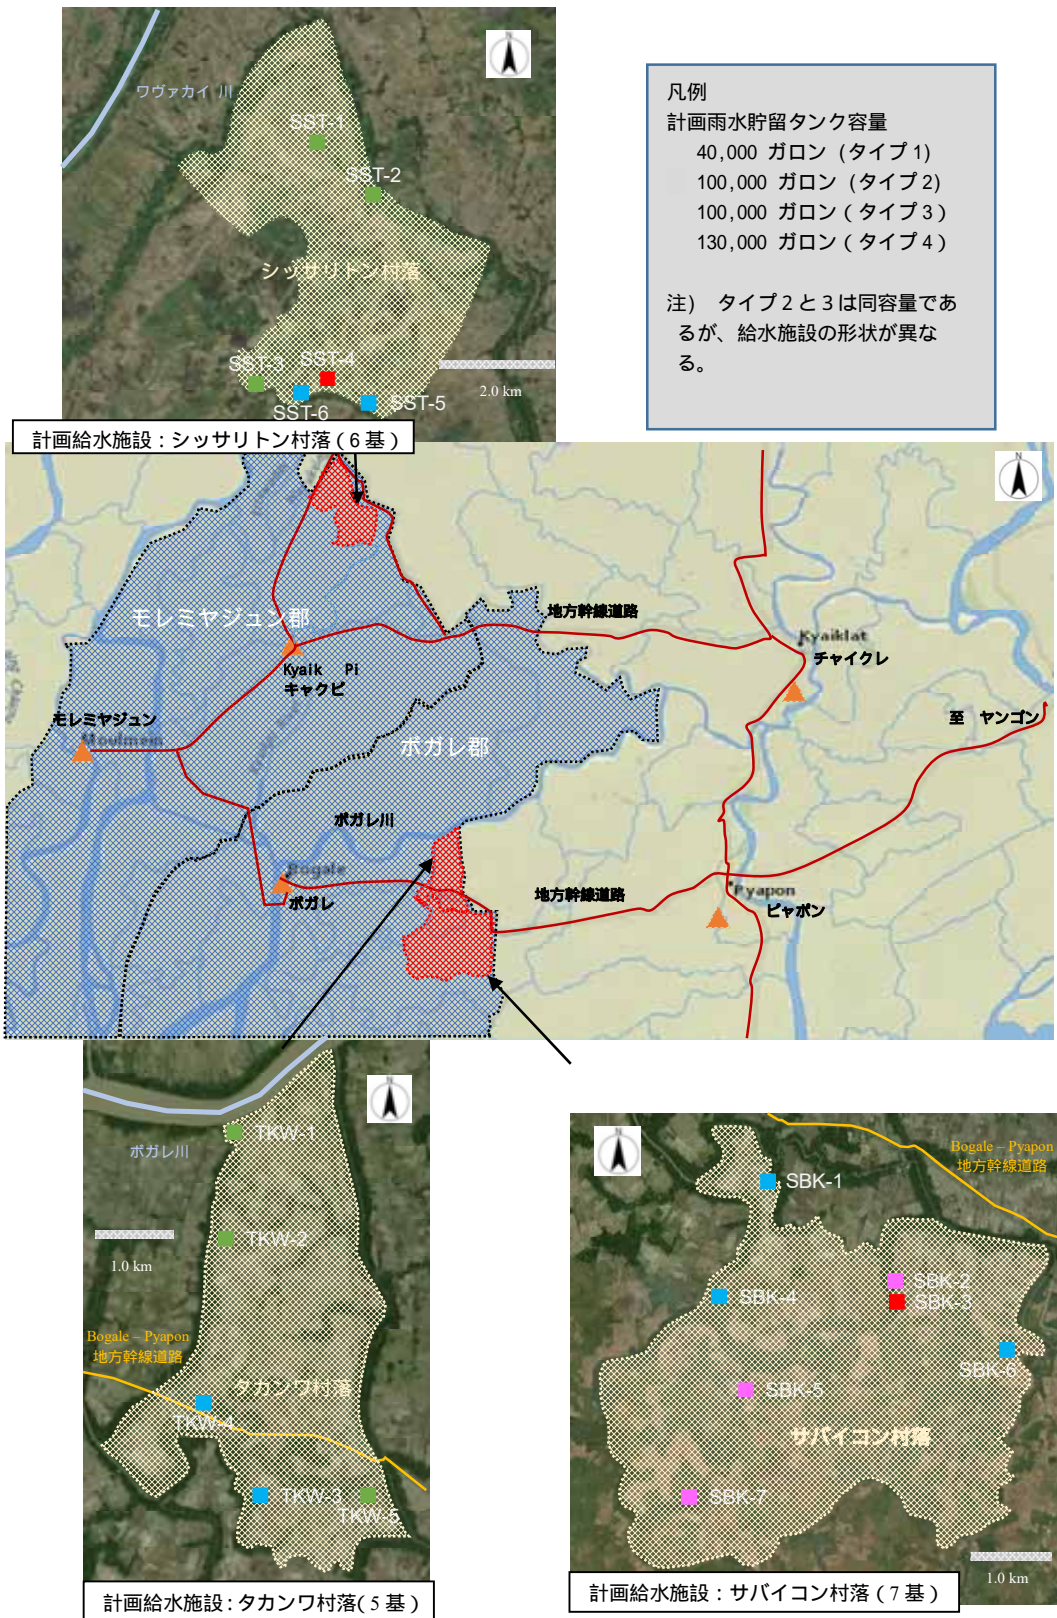 N
ワヴァカイ 川
SST-1
SST-2
シッサリトン村落
SST-3
SST-4
SST-6
SST-5
2.0 km
計画給水施設：シッサリトン村落（6 基）
凡例
計画雨水貯留タンク容量
40,000 ガロン (タイプ 1)
100,000 ガロン (タイプ 2)
100,000 ガロン ( タイプ 3 )
130,000 ガロン ( タイプ 4 )
注) タイプ 2 と 3 は同容量であ
るが、給水施設の形状が異な
る。
N
モレミヤジュン郡
地方幹線道路
Kyaiklat
チャイクレ
Kyaik Pi
キャクピ
モレミヤジュン
Moulmein
ボガレ郡
至 ヤンゴン
ボガレ川
Bogale
ボガレ
地方幹線道路
Pyapon
ピャポン
N
TKW-1
ボガレ川
TKW-2
1.0 km
Bogale – Pyapon
地方幹線道路
タカンワ村落
TKW-4
TKW-3
TKW-5
計画給水施設：タカンワ村落（5 基）
N
Bogale – Pyapon
地方幹線道路
SBK-1
SBK-2
SBK-4
SBK-3
SBK-6
SBK-5
サバイコン村落
SBK-7
1.0 km
計画給水施設：サバイコン村落（7 基）